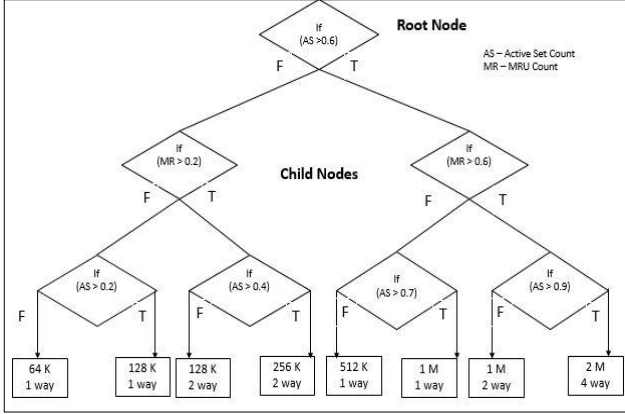 If
(AS >0.6)
Root Node
AS – Active Set Count
MR – MRU Count
F
T
If
(MR > 0.2)
If
(MR > 0.6)
Child Nodes
F
T
F
T
If
(AS > 0.2)
If
(AS > 0.4)
If
(AS > 0.7)
If
(AS > 0.9)
F
T
F
T
F
T
F
T
64 K
1 way
128 K
1 way
128 K
2 way
256 K
2 way
512 K
1 way
1 M
1 way
1 M
2 way
2 M
4 way